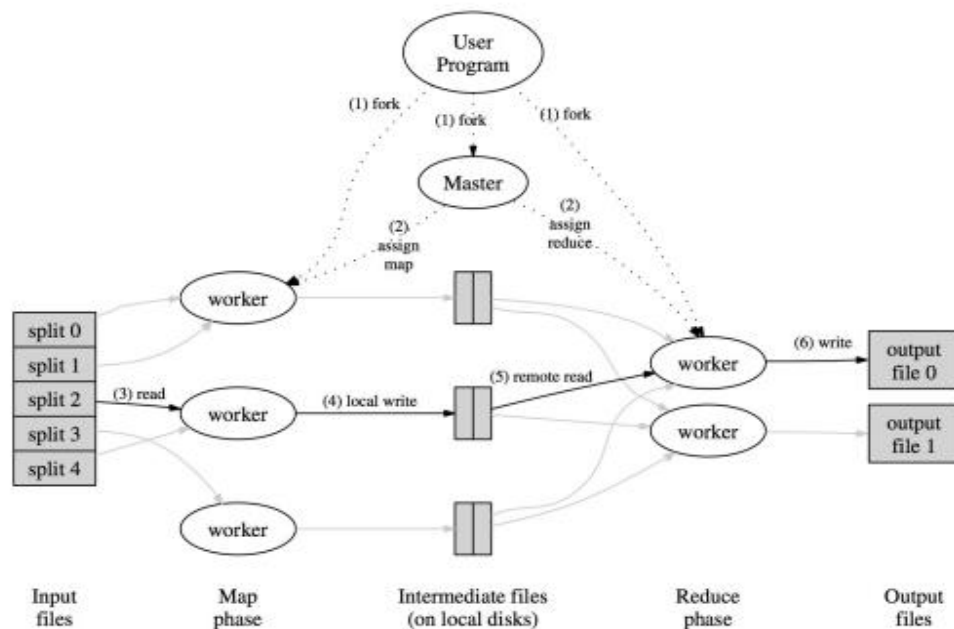 User
Program
(1) fork
(1) fork
(1) fork
Master
(2)
assign
map
(2)
assign
reduce
worker
split 0
split 1
split 2
split 3
split 4
(3) read
worker
(4) local write
(5) remote read
worker
(6) write
output
file 0
worker
output
file 1
worker
Input
files
Map
phase
Intermediate files
(on local disks)
Reduce
phase
Output
files